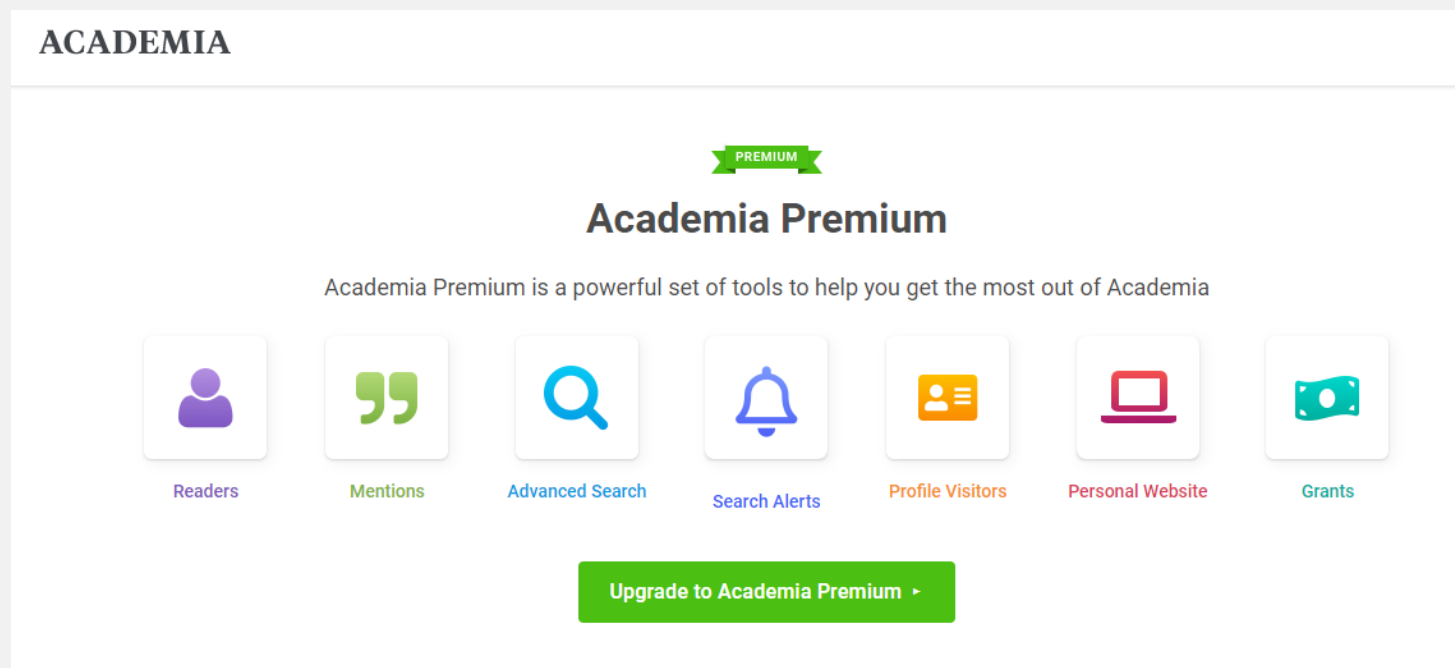 ACADEMIA
PREMIUM
Academia Premium
Academia Premium is a powerful set of tools to help you get the most out of Academia
Readers
Mentions
Advanced Search
Search Alerts
Profile Visitors
Personal Website
Grants
Upgrade to Academia Premium ▸